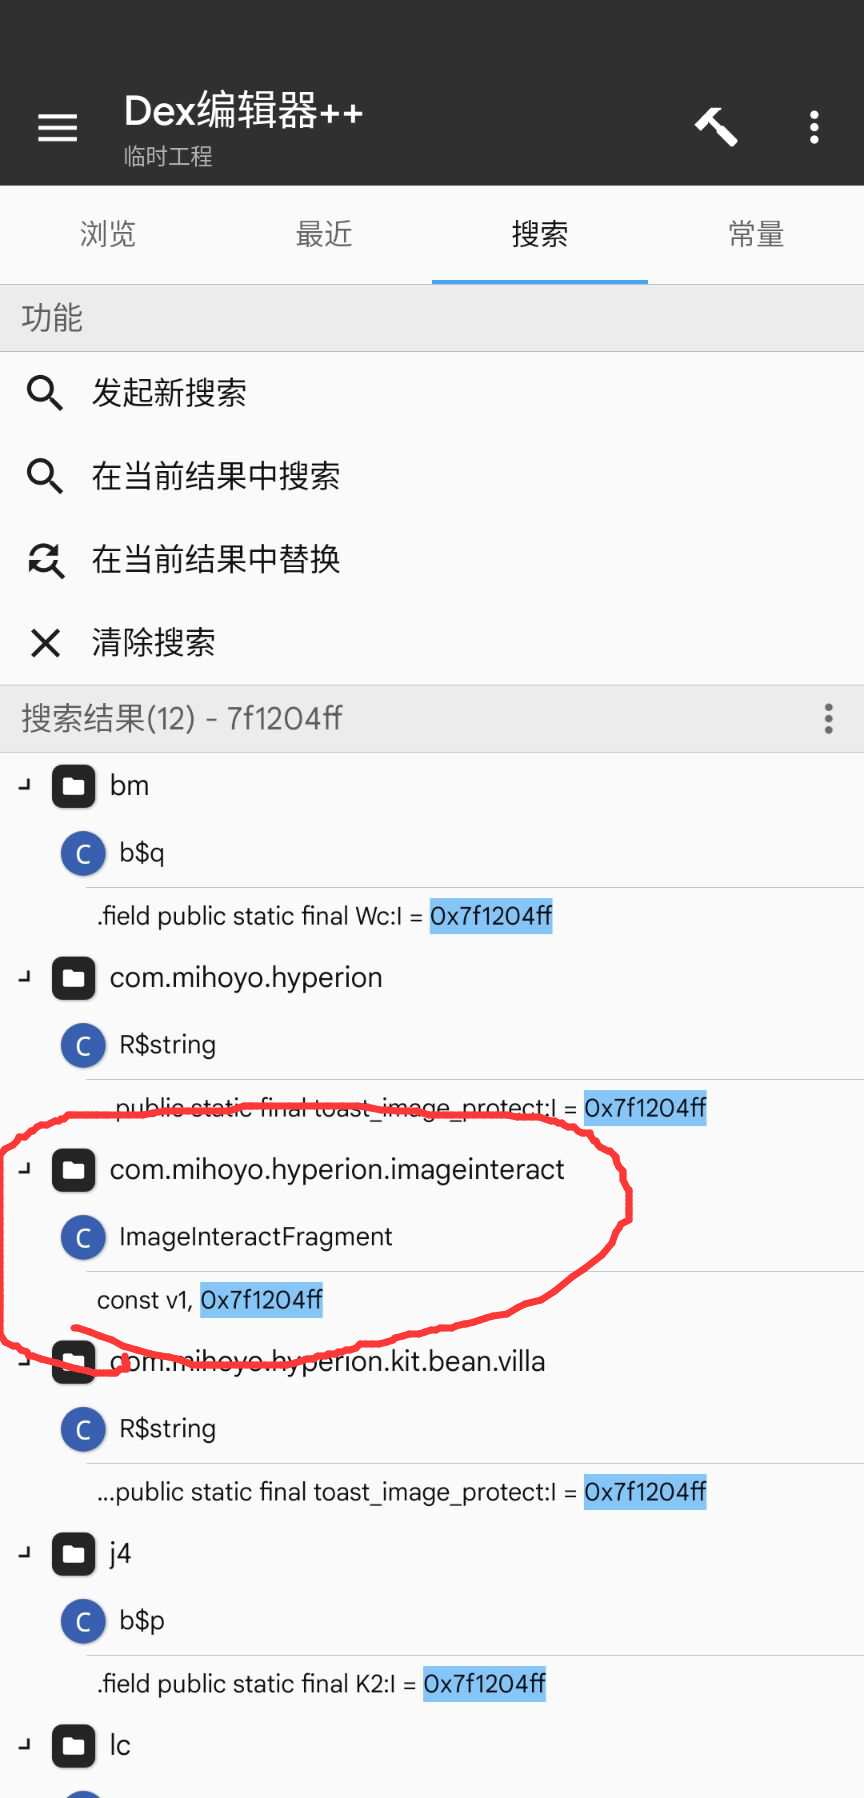 Dex编辑器++
临时工程
浏览 最近 搜索 常量
功能
发起新搜索
在当前结果中搜索
在当前结果中替换
清除搜索
搜索结果(12) - 7f1204ff
bm
C b$q
.field public static final Wc:I = 0x7f1204ff
com.mihoyo.hyperion
C R$string
...public static final toast_image_protect:I = 0x7f1204ff
com.mihoyo.hyperion.imageinteract
C ImageInteractFragment
const v1, 0x7f1204ff
com.mihoyo.hyperion.kit.bean.villa
C R$string
...public static final toast_image_protect:I = 0x7f1204ff
j4
C b$p
.field public static final K2:I = 0x7f1204ff
lc